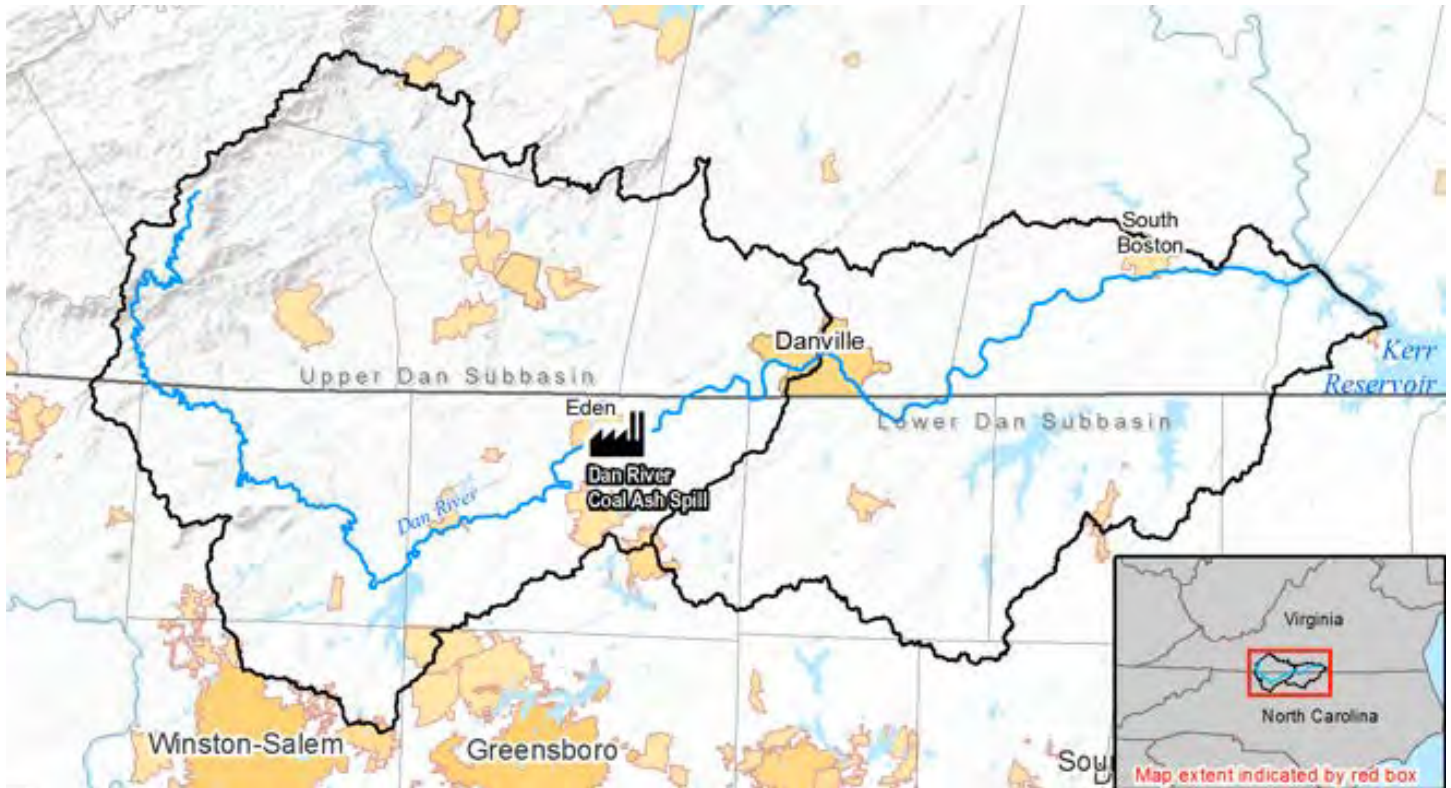 South
Boston
Danville
Kerr
Reservoir
Upper Dan Subbasin
Eden
Lower Dan Subbasin
Dan River
Coal Ash Spill
Dan River
Virginia
North Carolina
Winston-Salem
Greensboro
Map extent indicated by red box